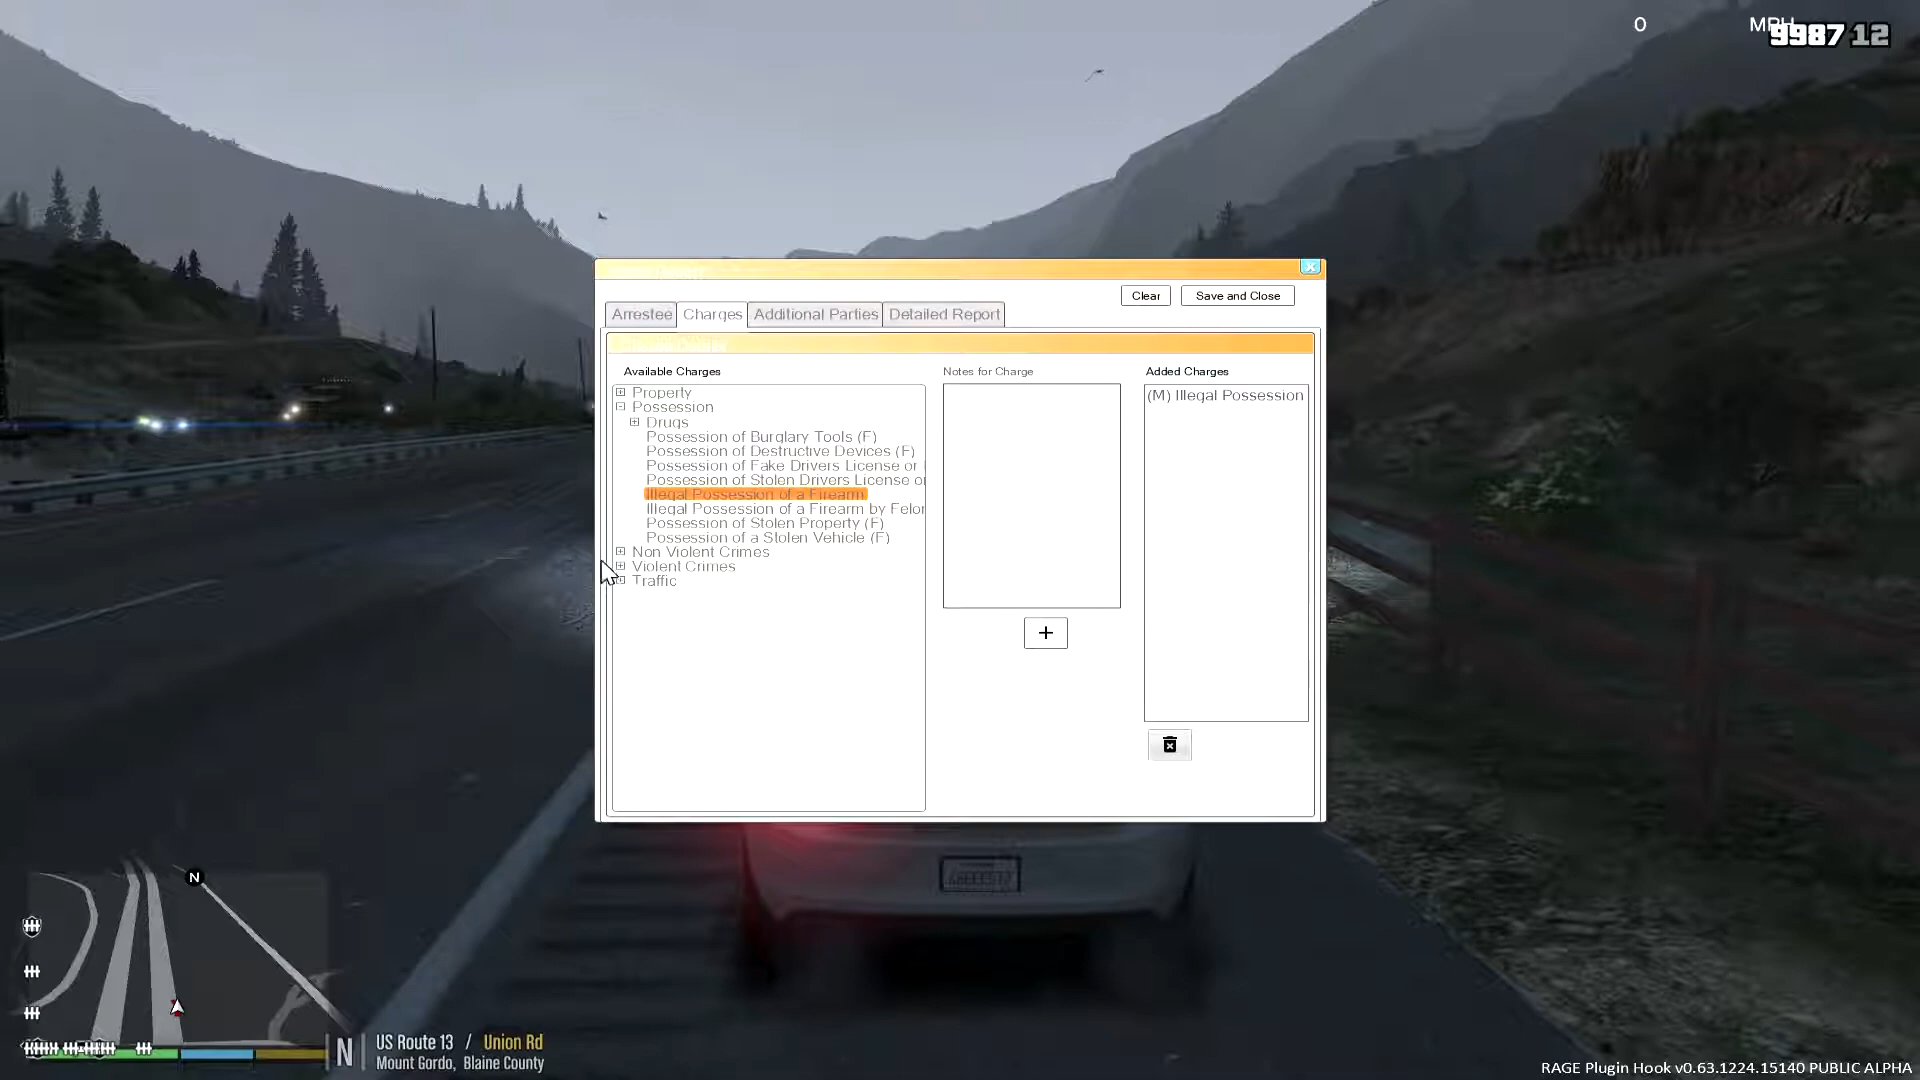 0 MPH
9987 12
Clear
Save and Close
Arrestee
Charges
Additional Parties
Detailed Report
Available Charges
Notes for Charge
Added Charges
Property
Possession
Drugs
Possession of Burglary Tools (F)
Possession of Destructive Devices (F)
Possession of Fake Drivers License or
Possession of Stolen Drivers License or
Illegal Possession of a Firearm
Illegal Possession of a Firearm by Felon
Possession of Stolen Property (F)
Possession of a Stolen Vehicle (F)
Non Violent Crimes
Violent Crimes
Traffic
+
(M) Illegal Possession
N
N
US Route 13 / Union Rd
Mount Gordo, Blaine County
RAGE Plugin Hook v0.63.1224.15140 PUBLIC ALPHA